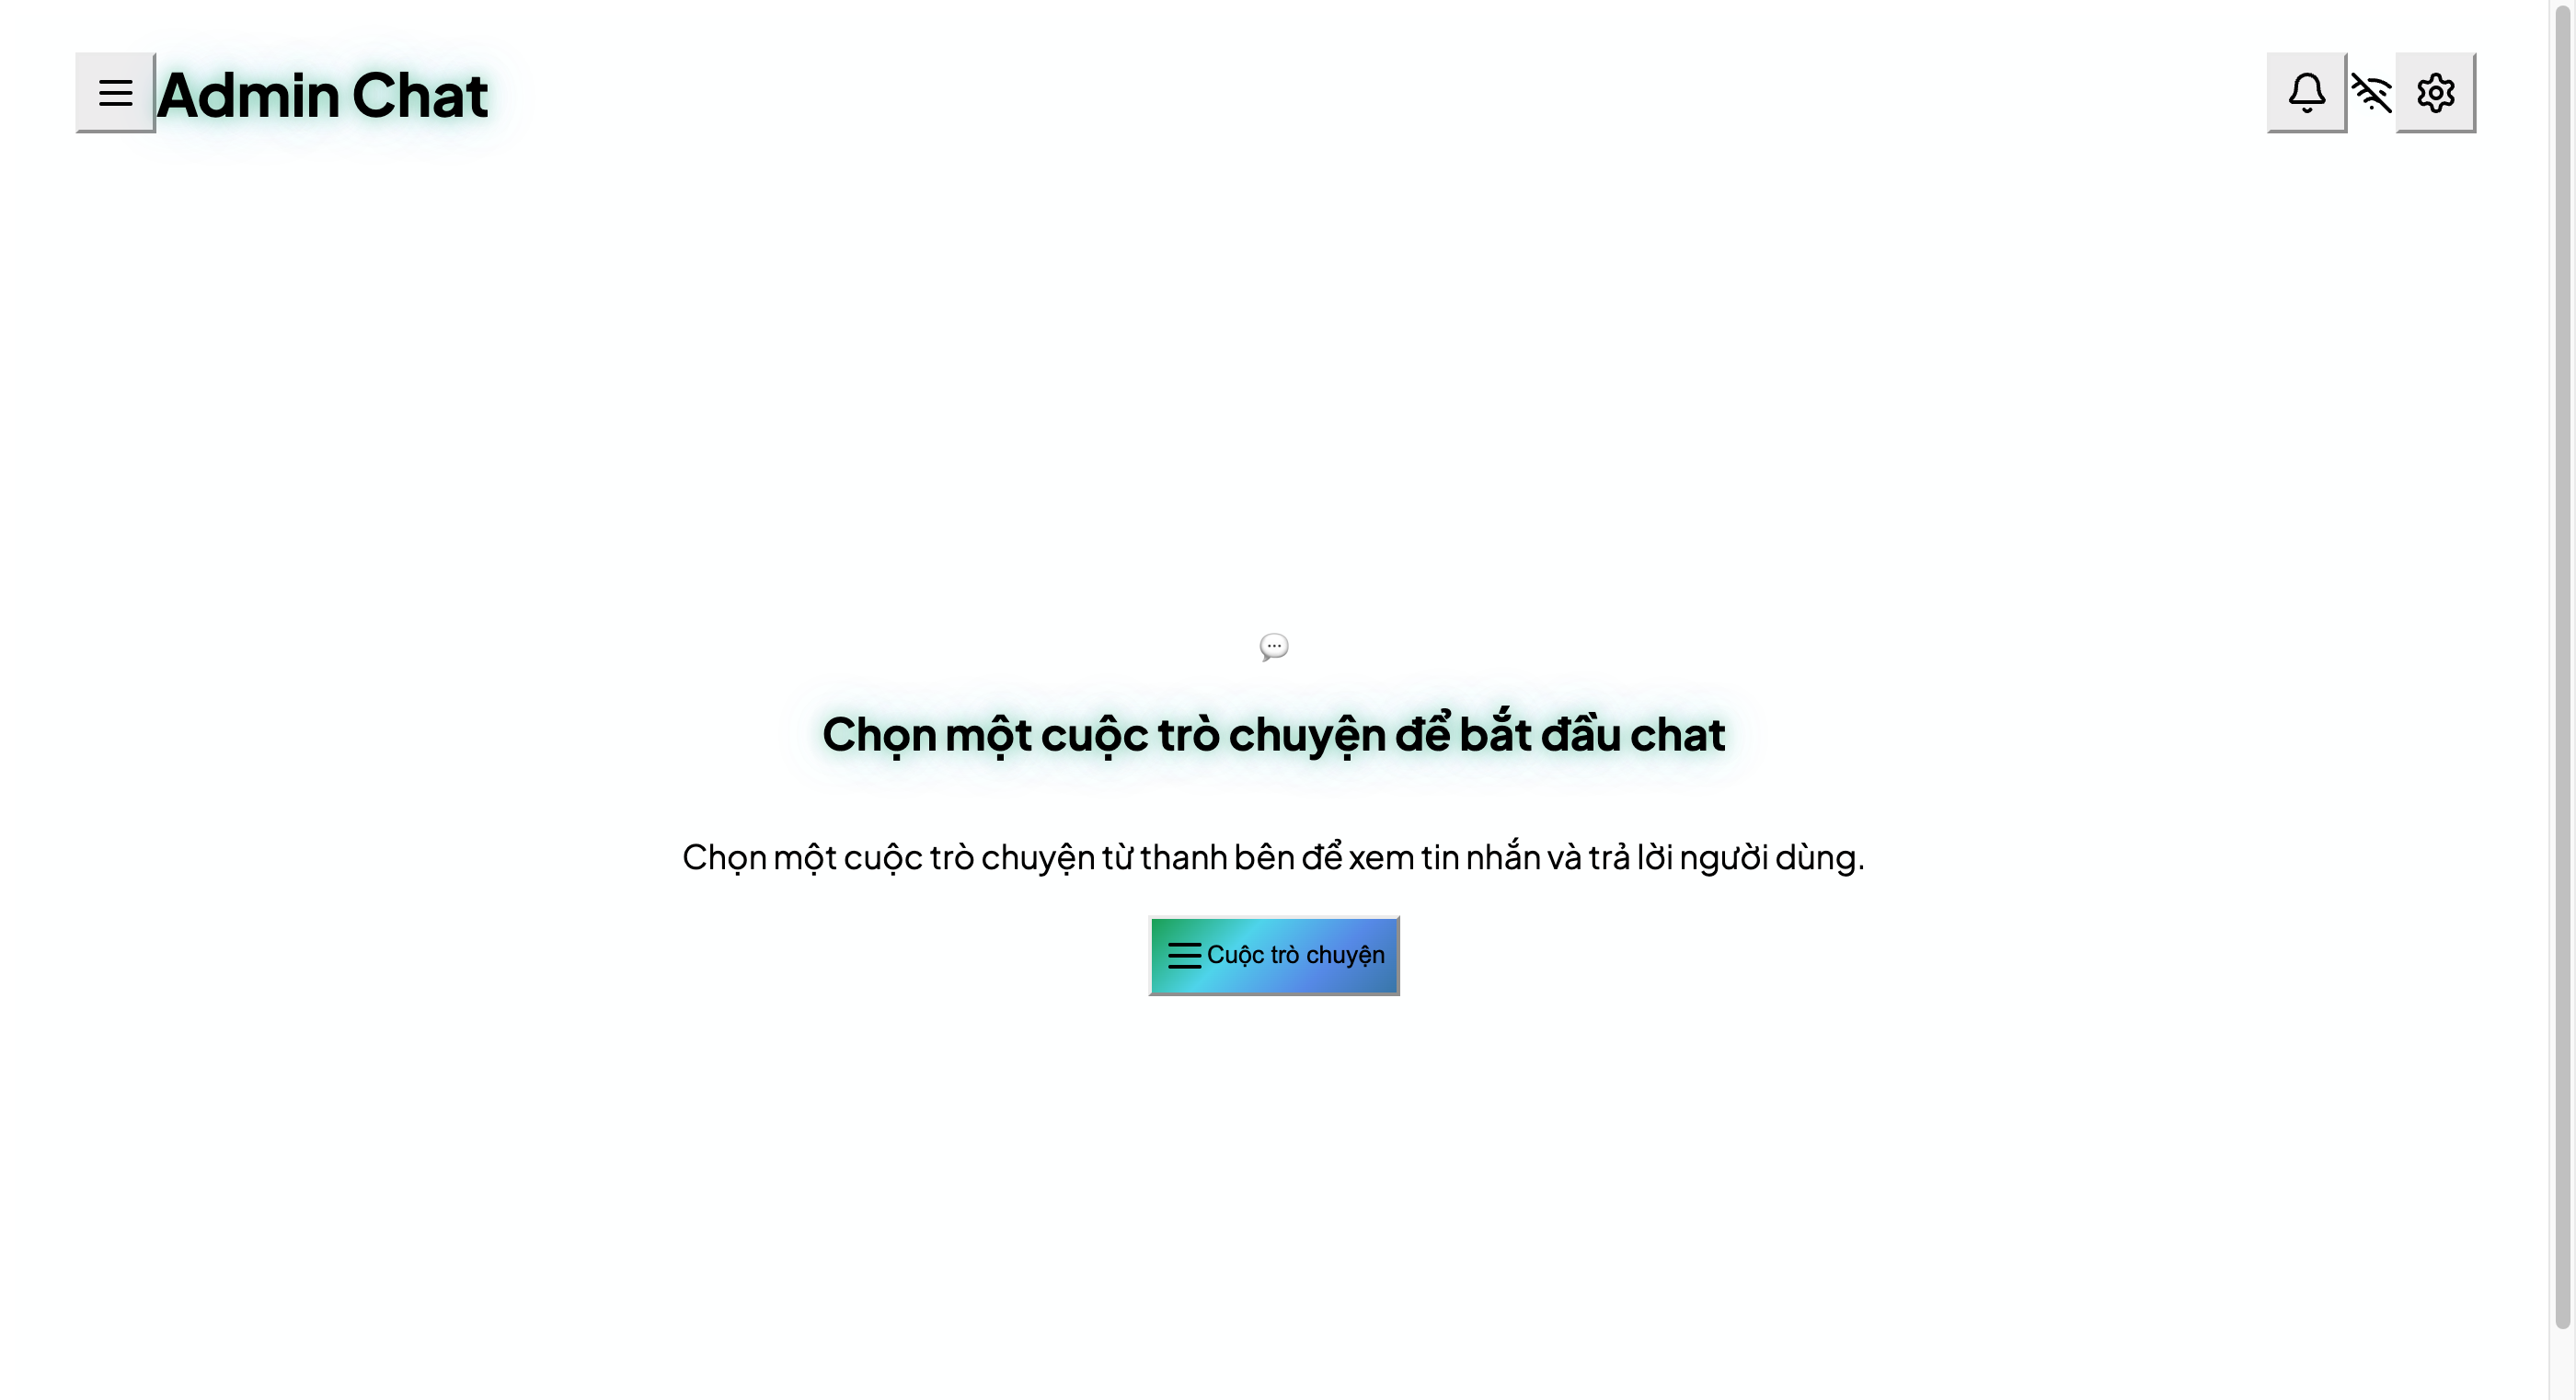 Admin Chat
Chọn một cuộc trò chuyện để bắt đầu chat
Chọn một cuộc trò chuyện từ thanh bên để xem tin nhắn và trả lời người dùng.
Cuộc trò chuyện